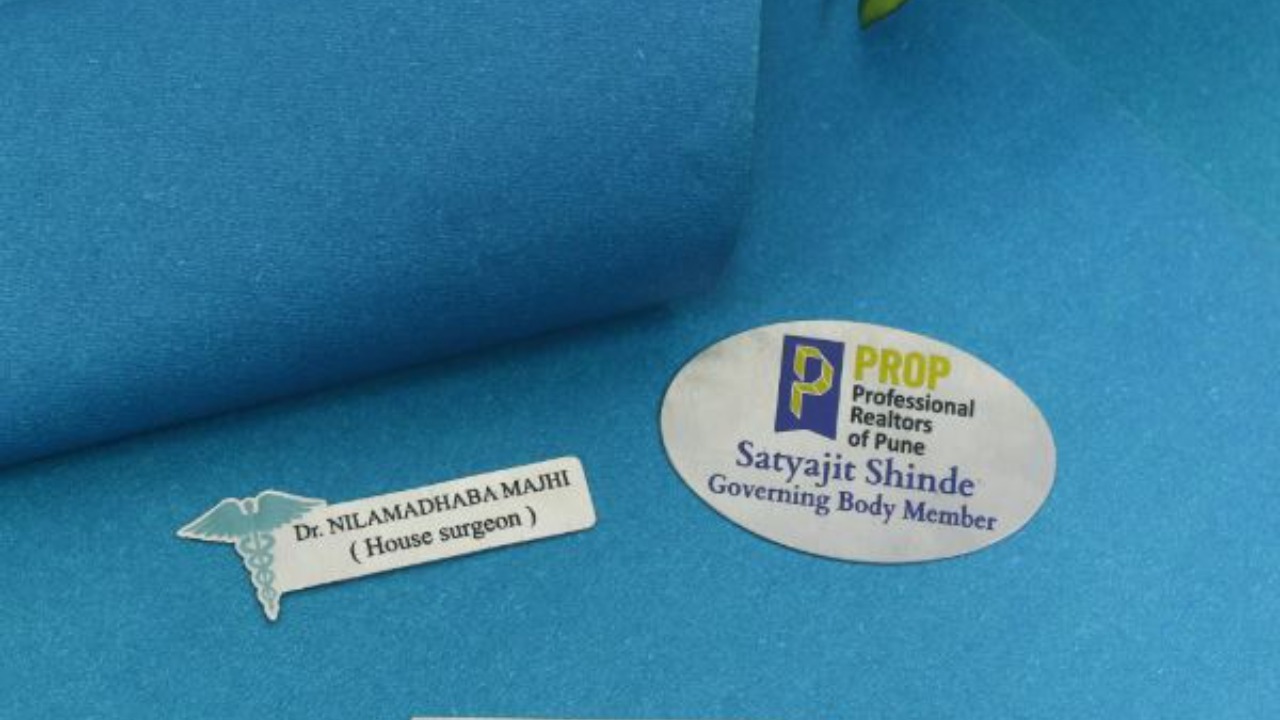 Dr. NILAMADHABA MAJHI
( House surgeon )
P
PROP
Professional
Realtors
of Pune
Satyajit Shinde
Governing Body Member